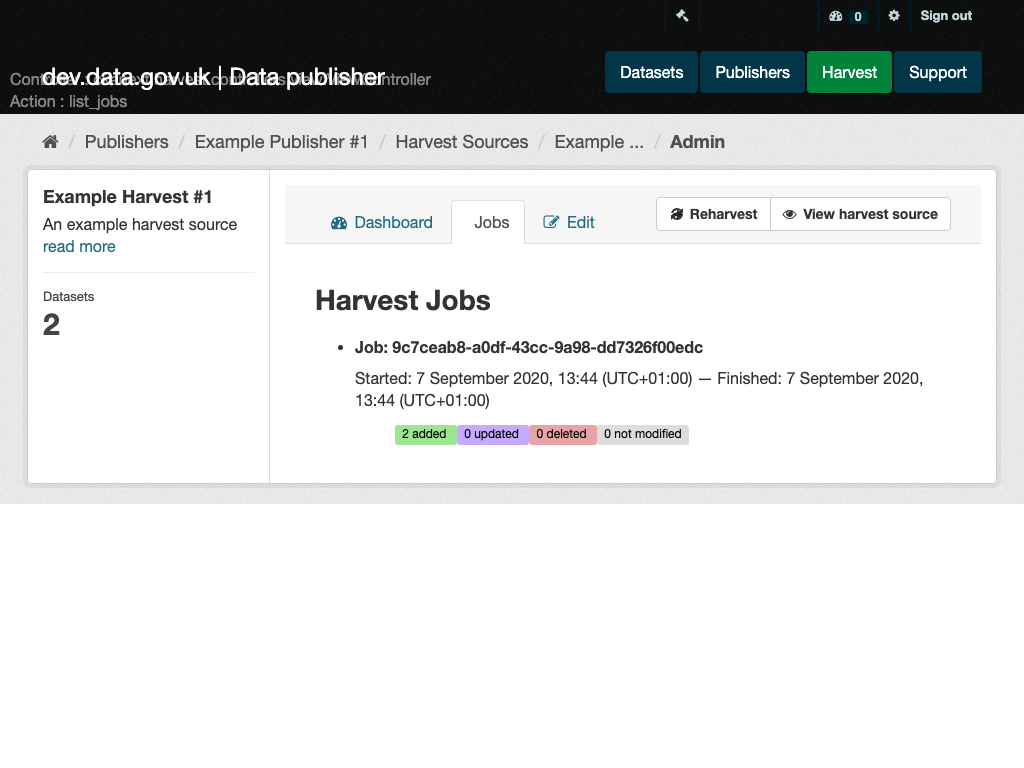 0
Sign out
dev.data.gov.uk | Data publisher
Controller
Action : list_jobs
Datasets
Publishers
Harvest
Support
/ Publishers / Example Publisher #1 / Harvest Sources / Example ... / Admin
Example Harvest #1
An example harvest source
read more
Datasets
2
Dashboard
Jobs
Edit
Reharvest
View harvest source
Harvest Jobs
• Job: 9c7ceab8-a0df-43cc-9a98-dd7326f00edc
Started: 7 September 2020, 13:44 (UTC+01:00) — Finished: 7 September 2020,
13:44 (UTC+01:00)
2 added
0 updated
0 deleted
0 not modified